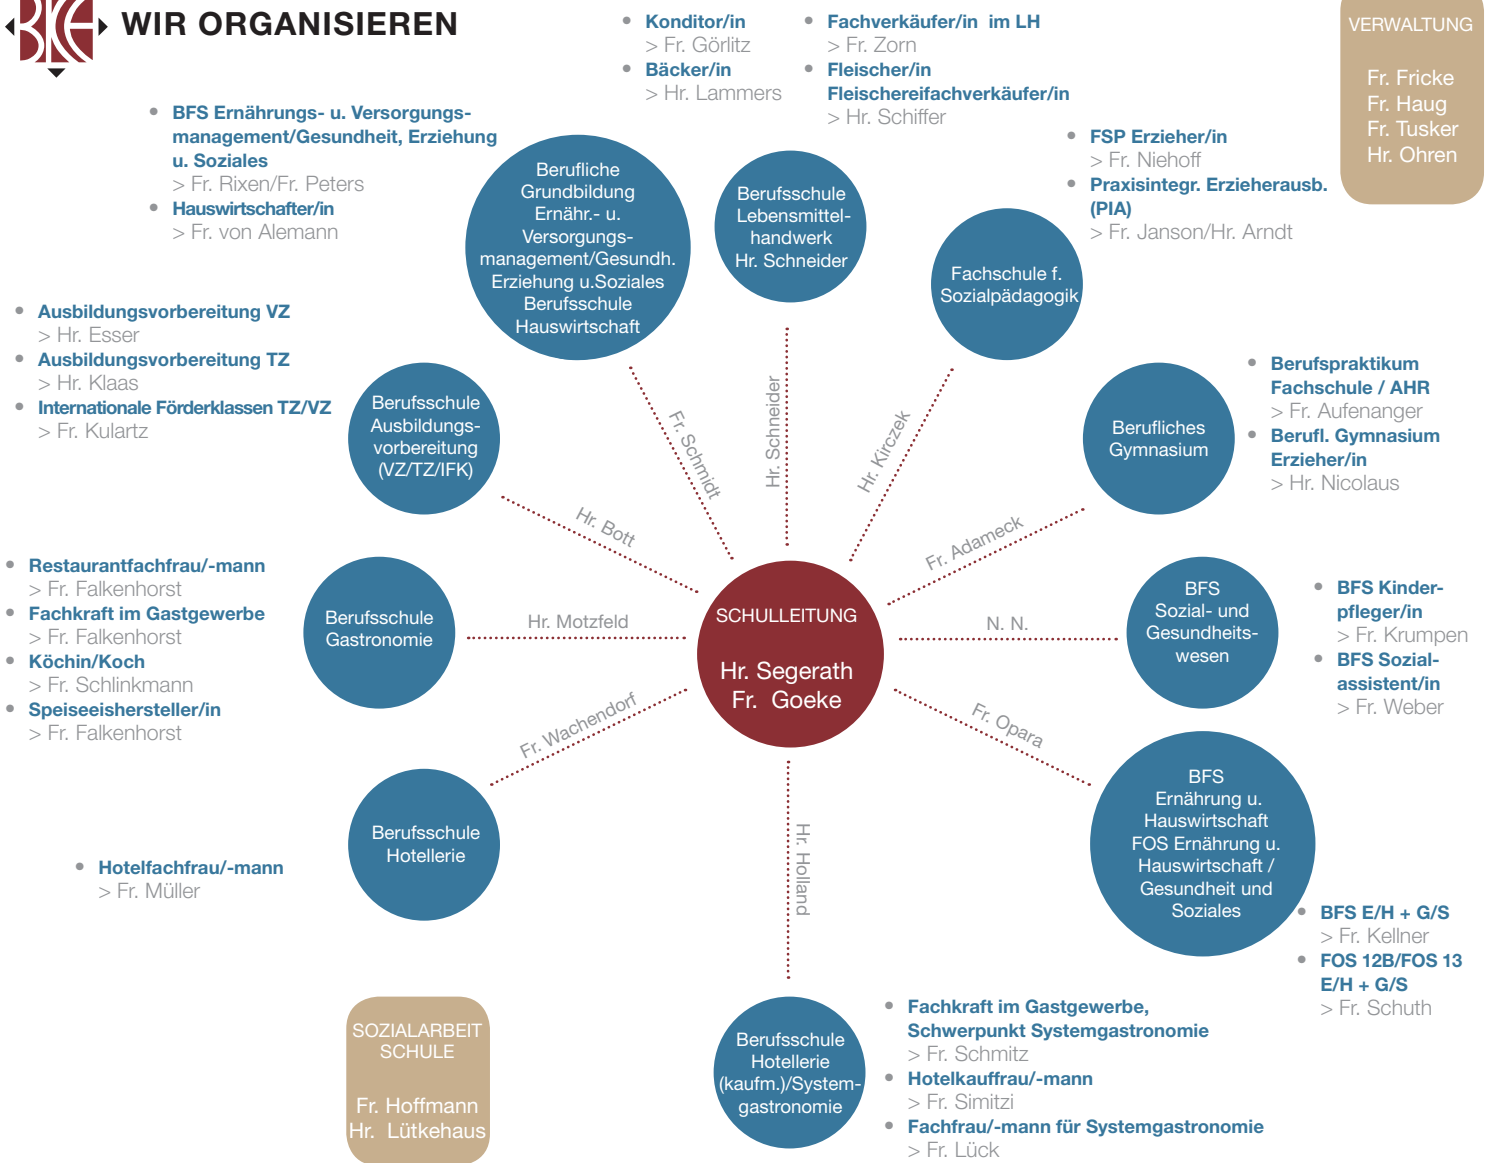 BKE
WIR ORGANISIEREN
• Konditor/in
> Fr. Görlitz
• Bäcker/in
> Hr. Lammers
• Fachverkäufer/in im LH
> Fr. Zorn
• Fleischer/in
Fleischereifachverkäufer/in
> Hr. Schiffer
VERWALTUNG
Fr. Fricke
Fr. Haug
Fr. Tusker
Hr. Ohren
• BFS Ernährungs- u. Versorgungs-
management/Gesundheit, Erziehung
u. Soziales
> Fr. Rixen/Fr. Peters
• Hauswirtschafter/in
> Fr. von Alemann
Berufliche
Grundbildung
Ernähr.- u.
Versorgungs-
management/Gesundh.
Erziehung u.Soziales
Berufsschule
Hauswirtschaft
Berufsschule
Lebensmittel-
handwerk
Hr. Schneider
• FSP Erzieher/in
> Fr. Niehoff
• Praxisintegr. Erzieherausb.
(PIA)
> Fr. Janson/Hr. Arndt
Fachschule f.
Sozialpädagogik
• Ausbildungsvorbereitung VZ
> Hr. Esser
• Ausbildungsvorbereitung TZ
> Hr. Klaas
• Internationale Förderklassen TZ/VZ
> Fr. Kulartz
Berufsschule
Ausbildungs-
vorbereitung
(VZ/TZ/IFK)
Fr. Schmidt
Hr. Schneider
Hr. Kirczek
Berufliches
Gymnasium
• Berufspraktikum
Fachschule / AHR
> Fr. Aufenanger
• Berufl. Gymnasium
Erzieher/in
> Hr. Nicolaus
Hr. Bott
Fr. Adameck
• Restaurantfachfrau/-mann
> Fr. Falkenhorst
• Fachkraft im Gastgewerbe
> Fr. Falkenhorst
• Köchin/Koch
> Fr. Schlinkmann
• Speiseeishersteller/in
> Fr. Falkenhorst
Berufsschule
Gastronomie
Hr. Motzfeld
SCHULLEITUNG
Hr. Segerath
Fr. Goeke
N. N.
BFS
Sozial- und
Gesundheits-
wesen
• BFS Kinder-
pfleger/in
> Fr. Krumpen
• BFS Sozial-
assistent/in
> Fr. Weber
Fr. Wachendorf
Fr. Opara
Berufsschule
Hotellerie
• Hotelfachfrau/-mann
> Fr. Müller
Hr. Holland
BFS
Ernährung u.
Hauswirtschaft
FOS Ernährung u.
Hauswirtschaft /
Gesundheit und
Soziales
• BFS E/H + G/S
> Fr. Kellner
• FOS 12B/FOS 13
E/H + G/S
> Fr. Schuth
SOZIALARBEIT
SCHULE
Fr. Hoffmann
Hr. Lütkehaus
Berufsschule
Hotellerie
(kaufm.)/System-
gastronomie
• Fachkraft im Gastgewerbe,
Schwerpunkt Systemgastronomie
> Fr. Schmitz
• Hotelkauffrau/-mann
> Fr. Simitzi
• Fachfrau/-mann für Systemgastronomie
> Fr. Lück